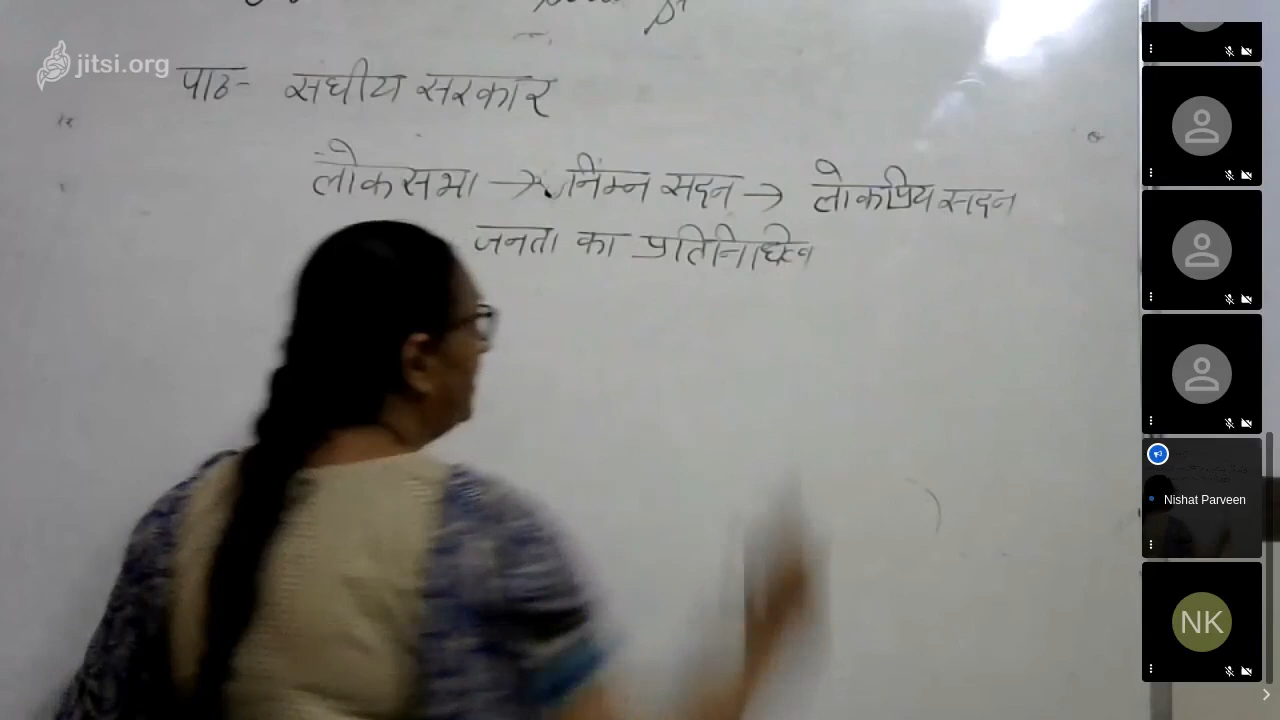 jitsi.org
पाठ- संघीय सरकार
लोकसभा → निम्न सदन → लोकप्रिय सदन
जनता का प्रतिनिधित्व
Nishat Parveen
NK